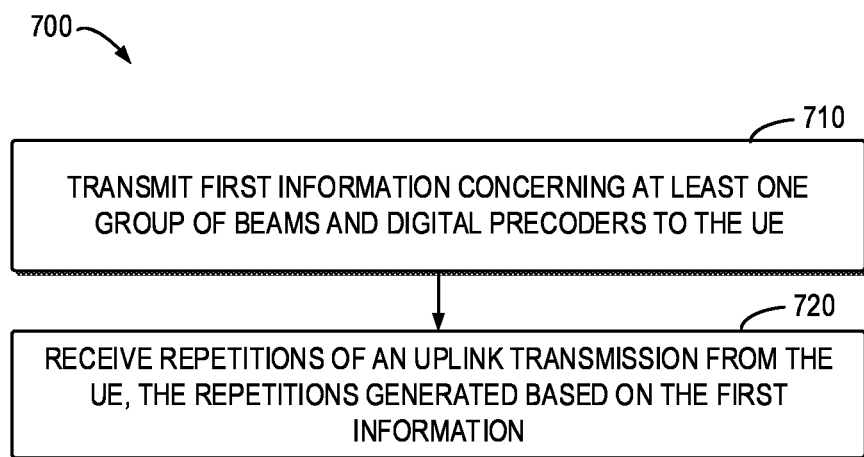 700
710
TRANSMIT FIRST INFORMATION CONCERNING AT LEAST ONE
GROUP OF BEAMS AND DIGITAL PRECODERS TO THE UE
720
RECEIVE REPETITIONS OF AN UPLINK TRANSMISSION FROM THE
UE, THE REPETITIONS GENERATED BASED ON THE FIRST
INFORMATION